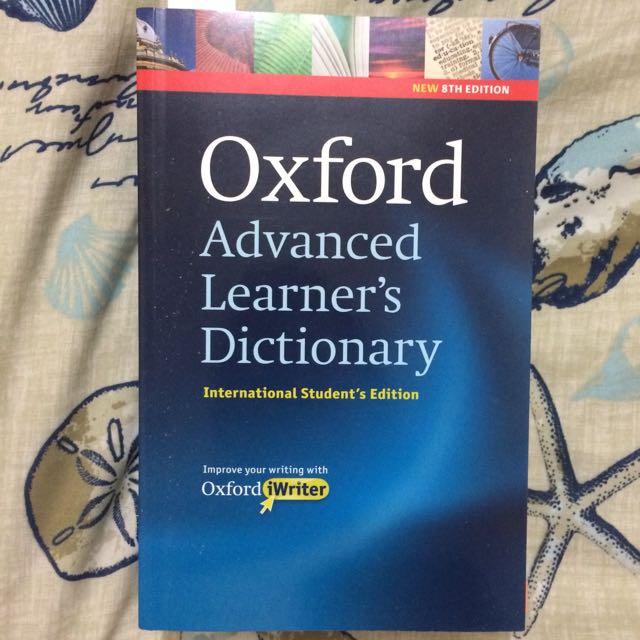 NEW 8TH EDITION
Oxford
Advanced
Learner's
Dictionary
International Student's Edition
Improve your writing with
Oxford iWriter